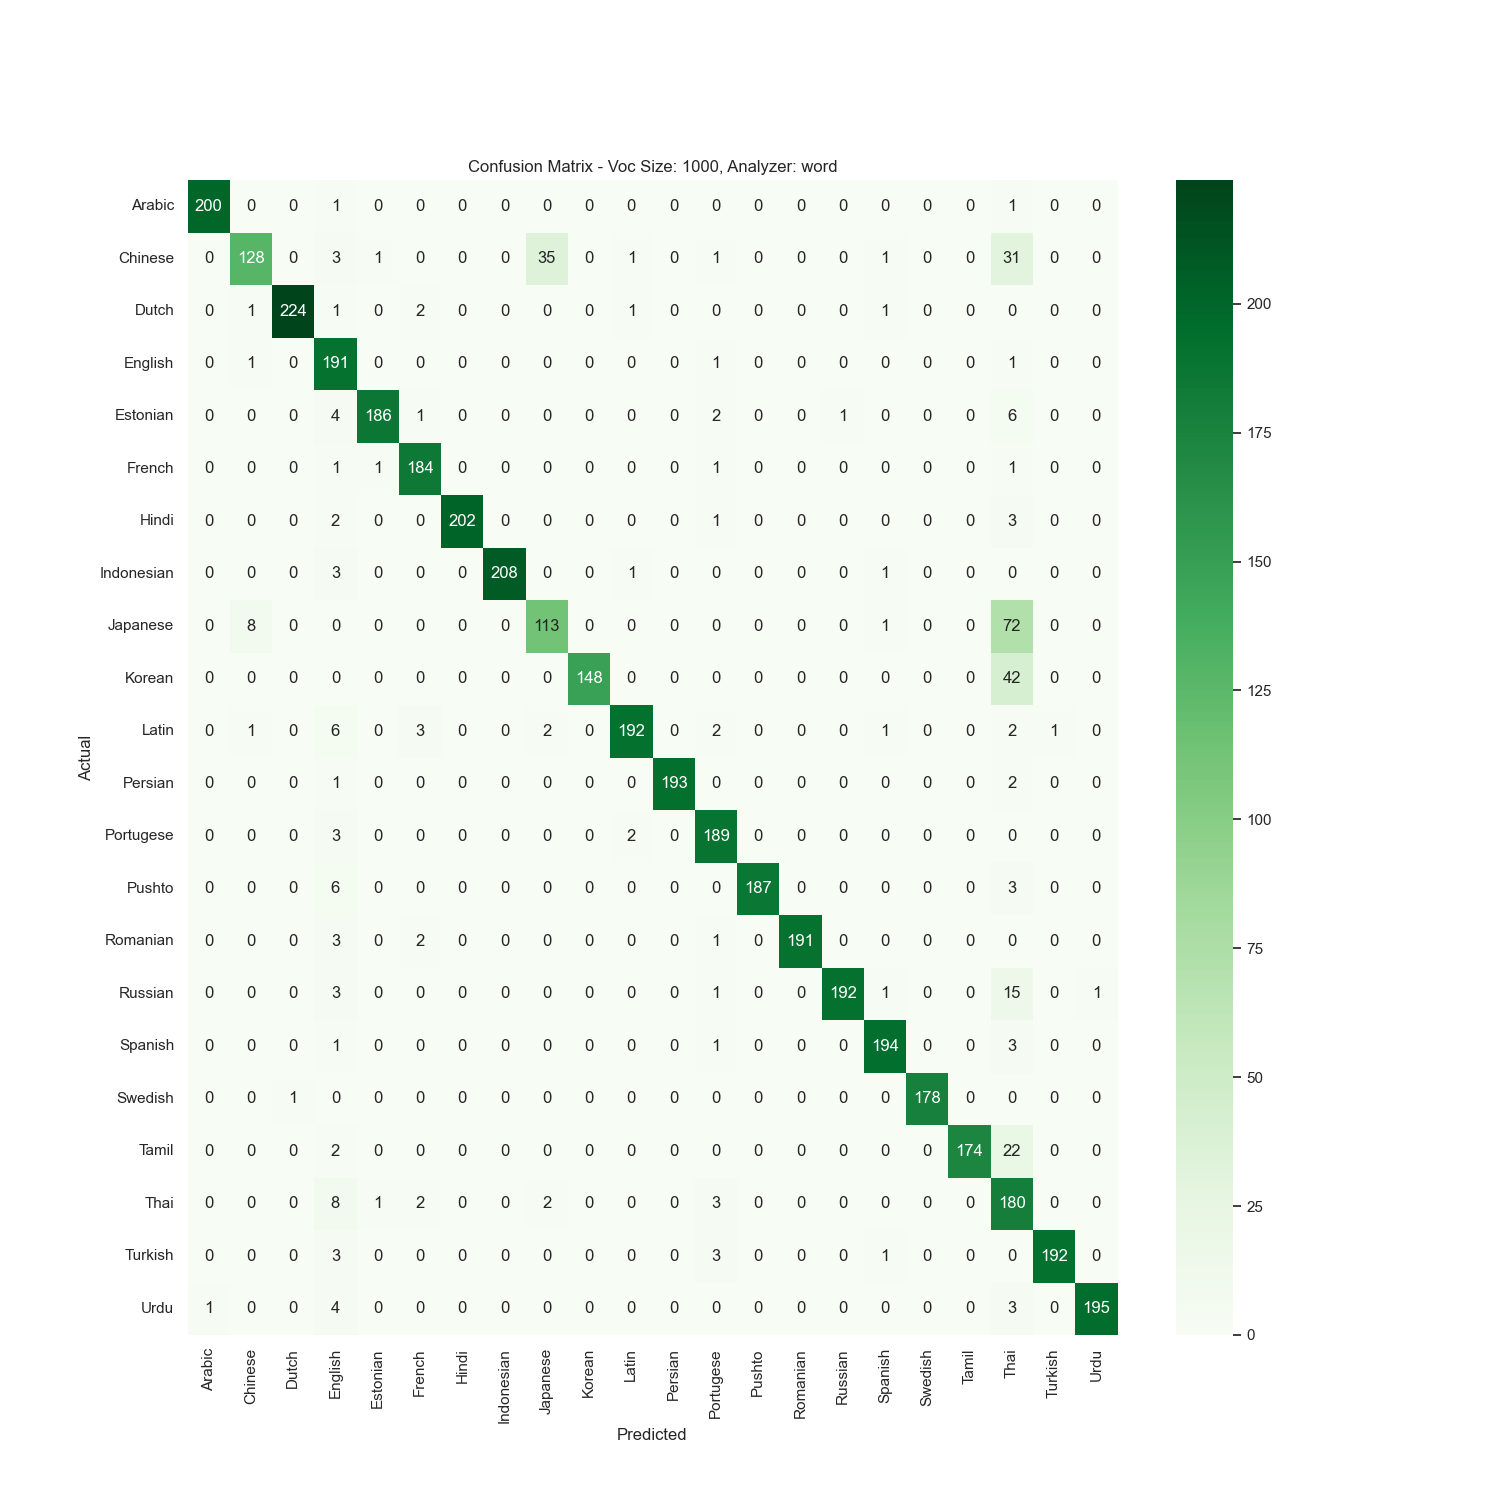 Confusion Matrix - Voc Size: 1000, Analyzer: word
Arabic 200 0 0 1 0 0 0 0 0 0 0 0 0 0 0 0 0 0 0 1 0 0
Chinese 0 128 0 3 1 0 0 0 35 0 1 0 1 0 0 0 1 0 0 31 0 0
Dutch 0 1 224 1 0 2 0 0 0 0 1 0 0 0 0 0 1 0 0 0 0 0
200
English 0 1 0 191 0 0 0 0 0 0 0 0 1 0 0 0 0 0 0 1 0 0
Estonian 0 0 0 4 186 1 0 0 0 0 0 0 2 0 0 1 0 0 0 6 0 0
175
French 0 0 0 1 1 184 0 0 0 0 0 0 1 0 0 0 0 0 0 1 0 0
Hindi 0 0 0 2 0 0 202 0 0 0 0 0 1 0 0 0 0 0 0 3 0 0
150
Indonesian 0 0 0 3 0 0 0 208 0 0 1 0 0 0 0 0 1 0 0 0 0 0
Japanese 0 8 0 0 0 0 0 0 113 0 0 0 0 0 0 0 1 0 0 72 0 0
Korean 0 0 0 0 0 0 0 0 0 148 0 0 0 0 0 0 0 0 0 42 0 0
125
Latin 0 1 0 6 0 3 0 0 2 0 192 0 2 0 0 0 1 0 0 2 1 0
Actual
Persian 0 0 0 1 0 0 0 0 0 0 0 193 0 0 0 0 0 0 0 2 0 0
100
Portugese 0 0 0 3 0 0 0 0 0 0 2 0 189 0 0 0 0 0 0 0 0 0
Pushto 0 0 0 6 0 0 0 0 0 0 0 0 0 187 0 0 0 0 0 3 0 0
Romanian 0 0 0 3 0 2 0 0 0 0 0 0 1 0 191 0 0 0 0 0 0 0
75
Russian 0 0 0 3 0 0 0 0 0 0 0 0 1 0 0 192 1 0 0 15 0 1
Spanish 0 0 0 1 0 0 0 0 0 0 0 0 1 0 0 0 194 0 0 3 0 0
50
Swedish 0 0 1 0 0 0 0 0 0 0 0 0 0 0 0 0 0 178 0 0 0 0
Tamil 0 0 0 2 0 0 0 0 0 0 0 0 0 0 0 0 0 0 174 22 0 0
Thai 0 0 0 8 1 2 0 0 2 0 0 0 3 0 0 0 0 0 0 180 0 0
25
Turkish 0 0 0 3 0 0 0 0 0 0 0 0 3 0 0 0 1 0 0 0 192 0
Urdu 1 0 0 4 0 0 0 0 0 0 0 0 0 0 0 0 0 0 0 3 0 195
0
Arabic Chinese Dutch English Estonian French Hindi Indonesian Japanese Korean Latin Persian Portugese Pushto Romanian Russian Spanish Swedish Tamil Thai Turkish Urdu
Predicted